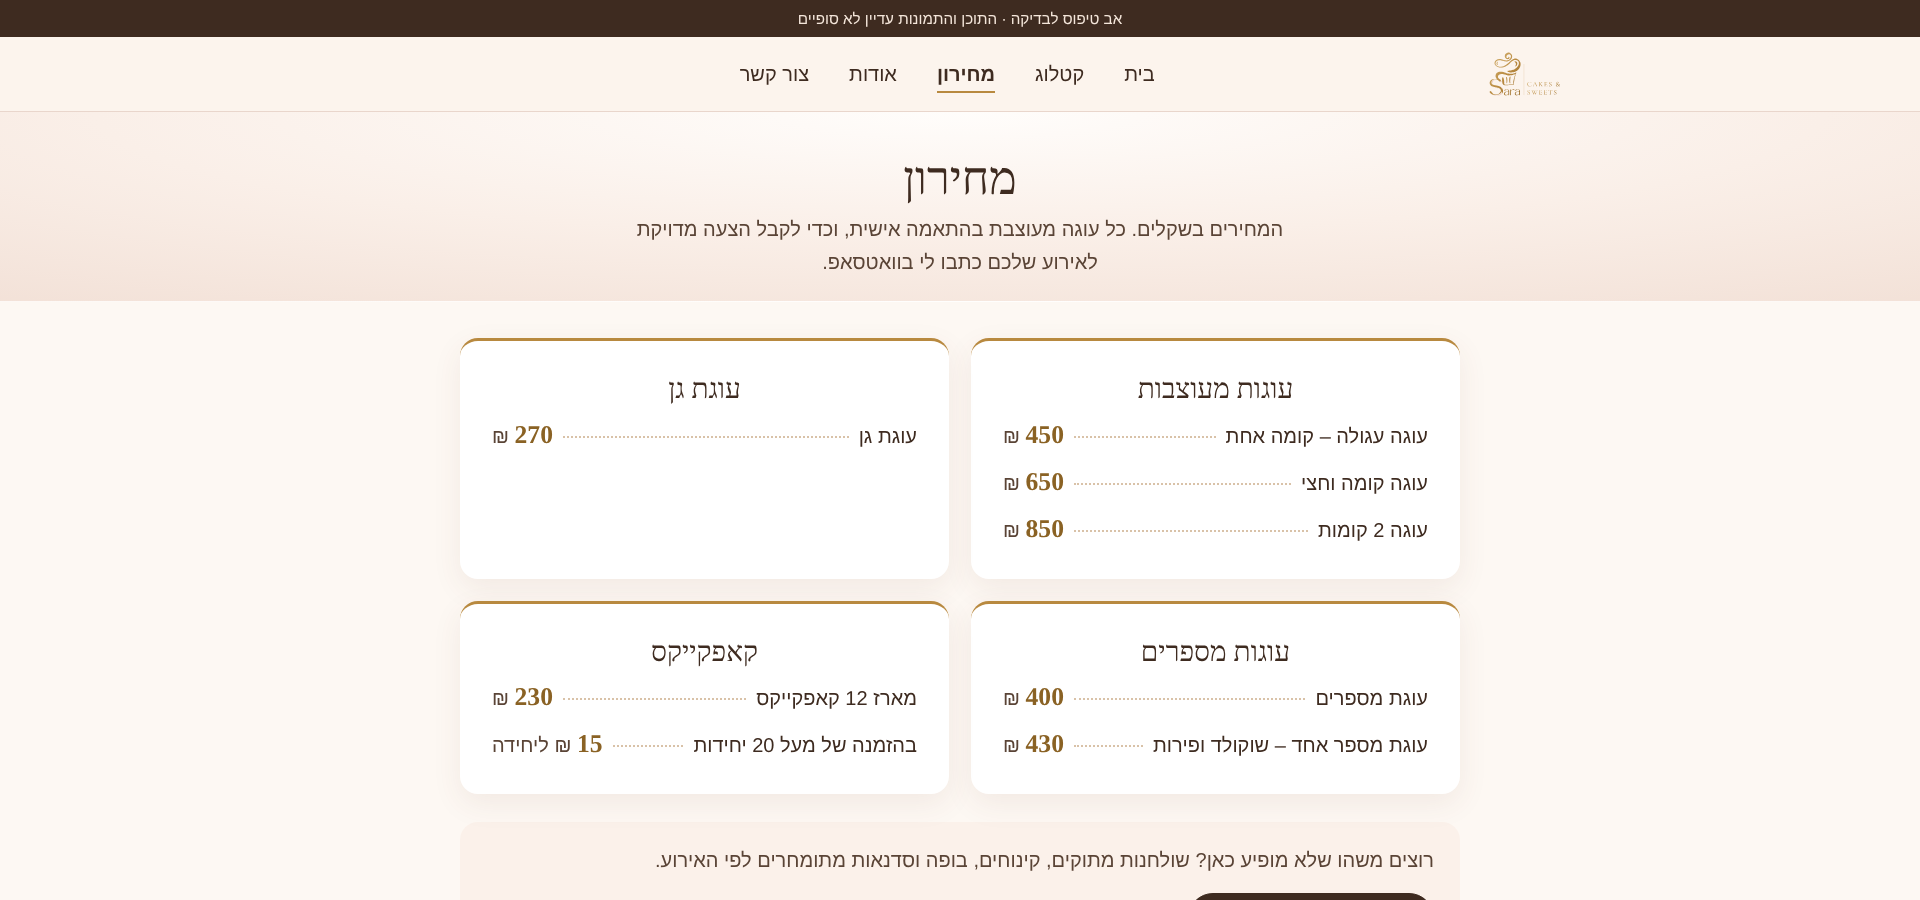 אב טיפוס לבדיקה · התוכן והתמונות עדיין לא סופיים
Sara CAKES & SWEETS
בית קטלוג מחירון אודות צור קשר
מחירון
המחירים בשקלים. כל עוגה מעוצבת בהתאמה אישית, וכדי לקבל הצעה מדויקת
לאירוע שלכם כתבו לי בוואטסאפ.
עוגות מעוצבות
עוגה עגולה – קומה אחת 450 ₪
עוגה קומה וחצי 650 ₪
עוגה 2 קומות 850 ₪
עוגת גן
עוגת גן 270 ₪
עוגות מספרים
עוגת מספרים 400 ₪
עוגת מספר אחד – שוקולד ופירות 430 ₪
קאפקייקס
מארז 12 קאפקייקס 230 ₪
בהזמנה של מעל 20 יחידות 15 ₪ ליחידה
רוצים משהו שלא מופיע כאן? שולחנות מתוקים, קינוחים, בופה וסדנאות מתומחרים לפי האירוע.